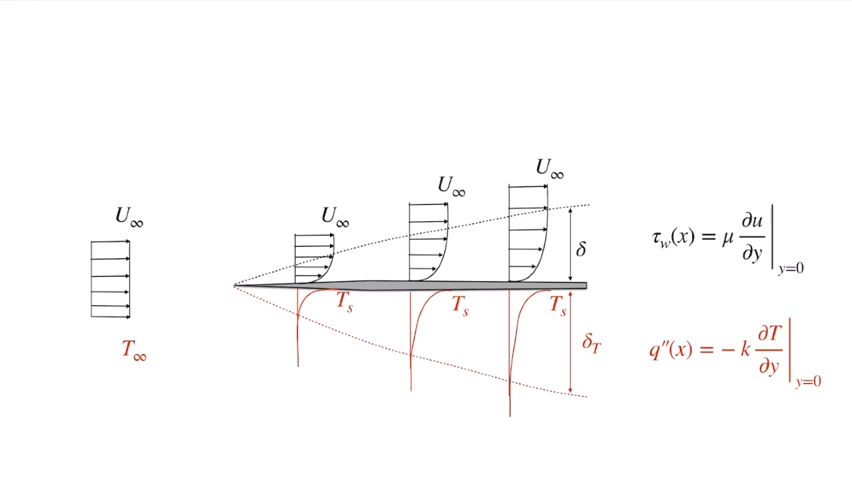 U∞
U∞
U∞
U∞
δ
τw(x) = μ ∂u/∂y |y=0
Ts
Ts
Ts
T∞
δT
q″(x) = − k ∂T/∂y |y=0